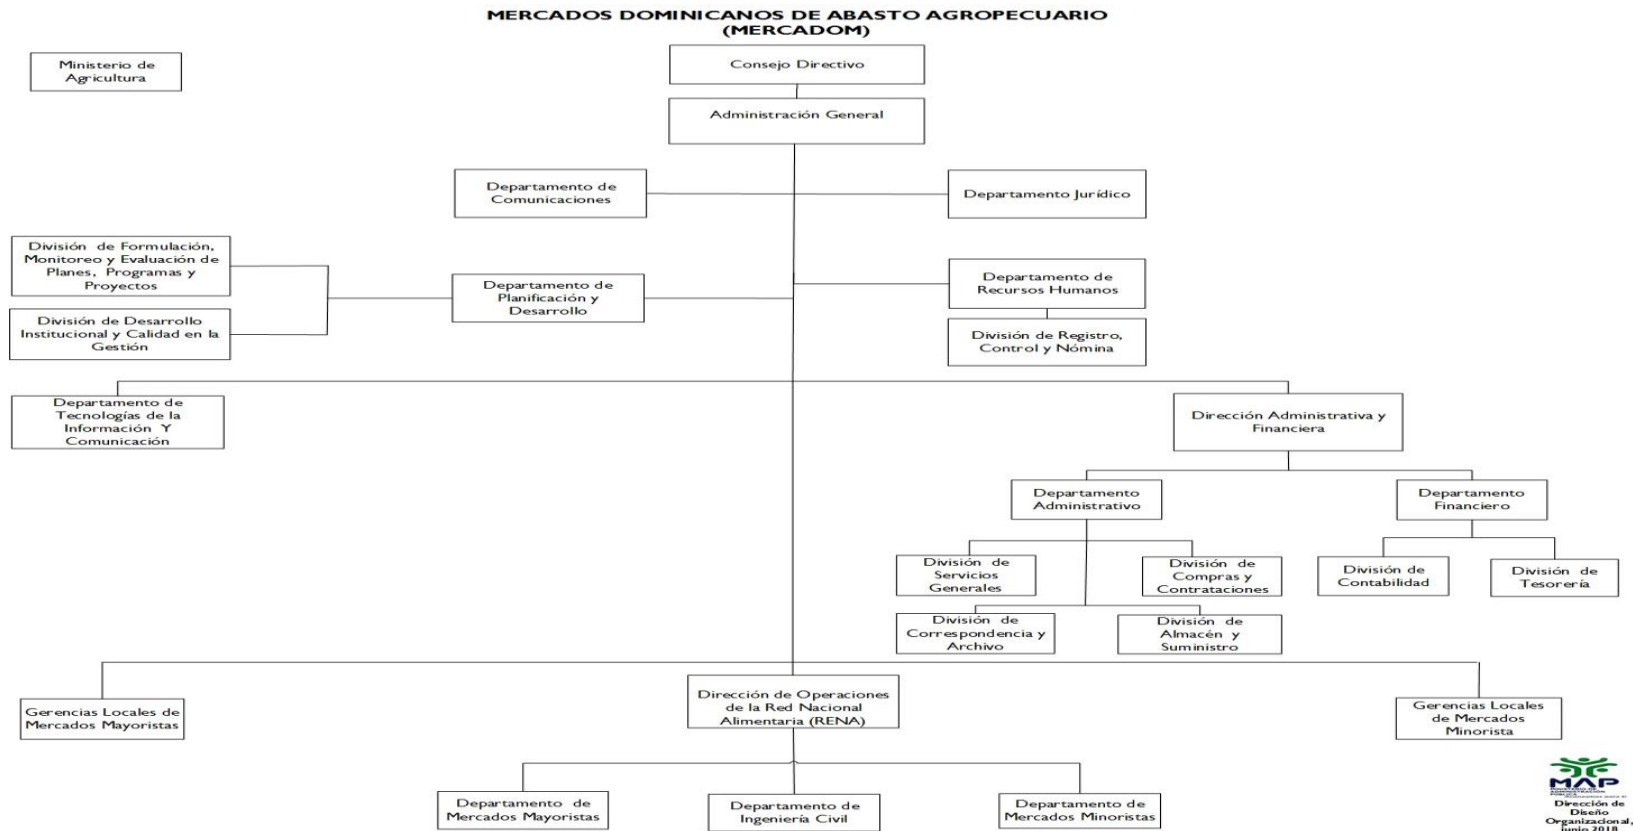 MERCADOS DOMINICANOS DE ABASTO AGROPECUARIO
(MERCADOM)
Ministerio de
Agricultura
Consejo Directivo
Administración General
Departamento de
Comunicaciones
Departamento Jurídico
División de Formulación,
Monitoreo y Evaluación de
Planes, Programas y
Proyectos
Departamento de
Planificación y
Desarrollo
Departamento de
Recursos Humanos
División de Desarrollo
Institucional y Calidad en la
Gestión
División de Registro,
Control y Nómina
Departamento de
Tecnologías de la
Información Y
Comunicación
Dirección Administrativa y
Financiera
Departamento
Administrativo
Departamento
Financiero
División de
Servicios
Generales
División de
Compras y
Contrataciones
División de
Contabilidad
División de
Tesorería
División de
Correspondencia y
Archivo
División de
Almacén y
Suministro
Gerencias Locales de
Mercados Mayoristas
Dirección de Operaciones
de la Red Nacional
Alimentaria (RENA)
Gerencias Locales
de Mercados
Minorista
Departamento de
Mercados Mayoristas
Departamento de
Ingeniería Civil
Departamento de
Mercados Minoristas
MAP
MINISTERIO DE
ADMINISTRACIÓN
PÚBLICA
Dirección de
Diseño
Organizacional,
junio 2018